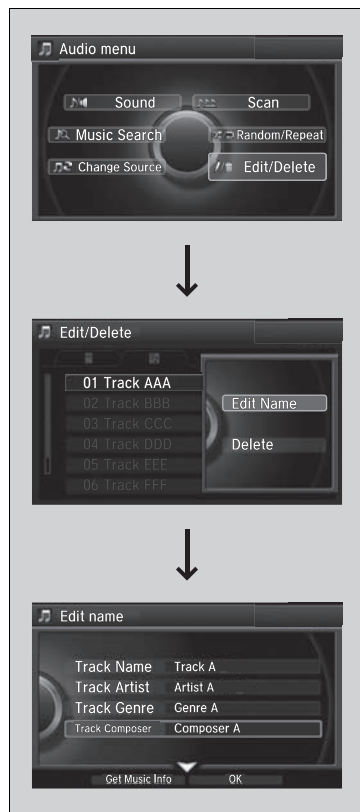 Audio menu
Sound
Scan
Music Search
Random/Repeat
Change Source
Edit/Delete
Edit/Delete
01 Track AAA
02 Track BBB
03 Track CCC
04 Track DDD
05 Track EEE
06 Track FFF
Edit Name
Delete
Edit name
Track Name Track A
Track Artist Artist A
Track Genre Genre A
Track Composer Composer A
Get Music Info OK